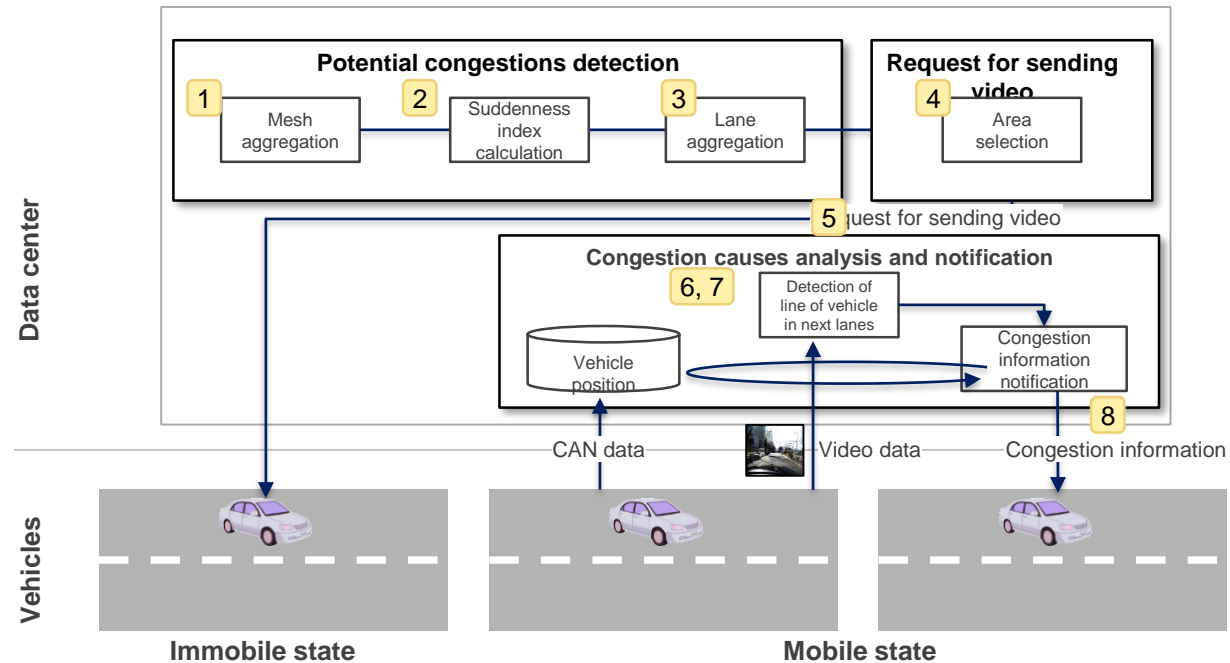 Potential congestions detection
Request for sending
video
1
Mesh
aggregation
2
Suddenness
index
calculation
3
Lane
aggregation
4
Area
selection
5
quest for sending video
Congestion causes analysis and notification
6, 7
Detection of
line of vehicle
in next lanes
Vehicle
position
Congestion
information
notification
8
Data center
CAN data
Video data
Congestion information
Vehicles
Immobile state
Mobile state